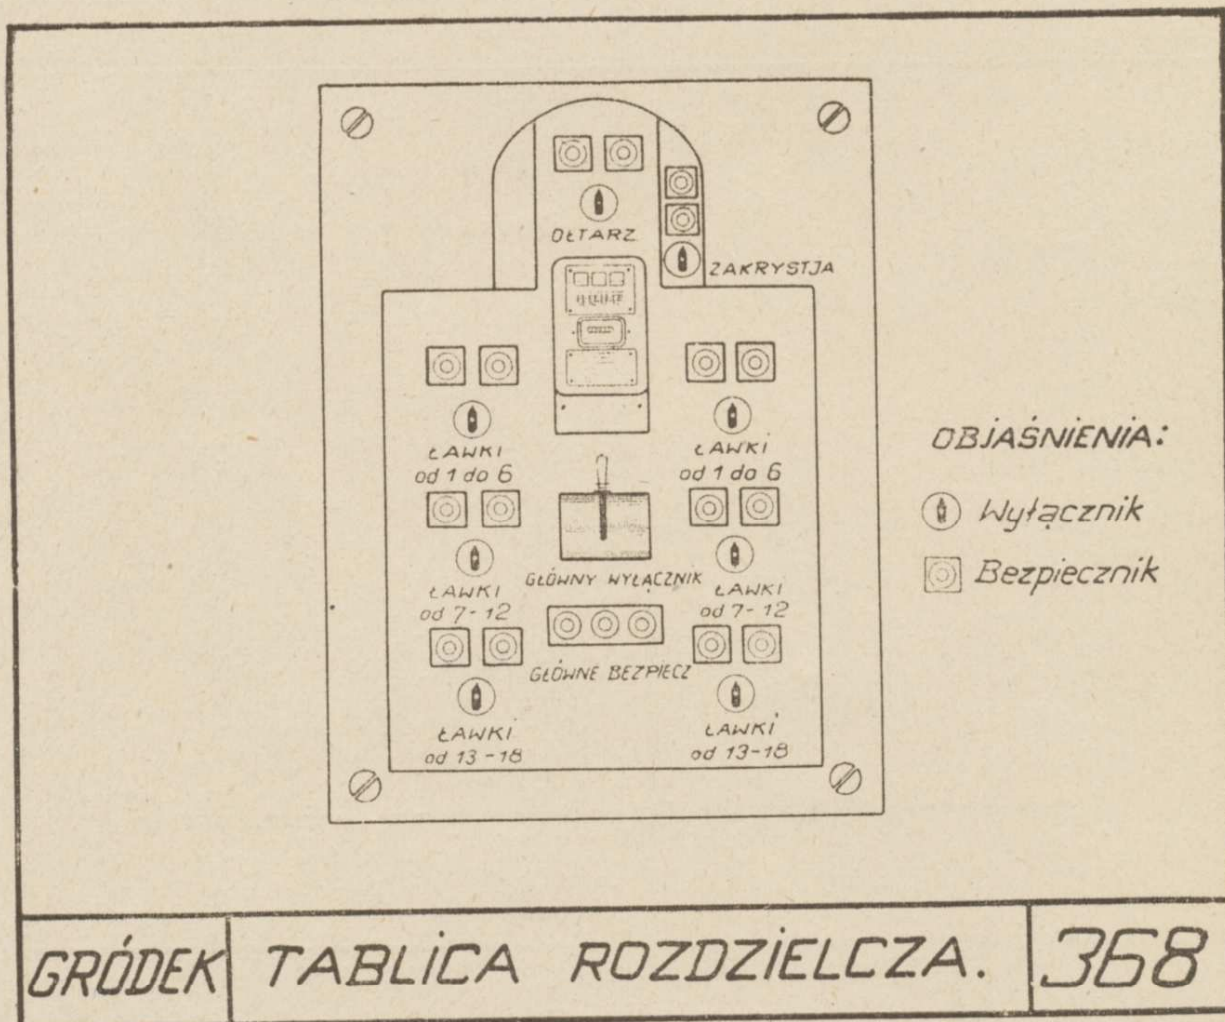 OŁTARZ
ZAKRYSTJA
ŁAWKI
od 1 do 6
ŁAWKI
od 1 do 6
GŁÓWNY WYŁĄCZNIK
ŁAWKI
od 7-12
ŁAWKI
od 7-12
GŁÓWNE BEZPIECZ
ŁAWKI
od 13-18
ŁAWKI
od 13-18
OBJAŚNIENIA:
Wyłącznik
Bezpiecznik
GRÓDEK
TABLICA ROZDZIELCZA.
368